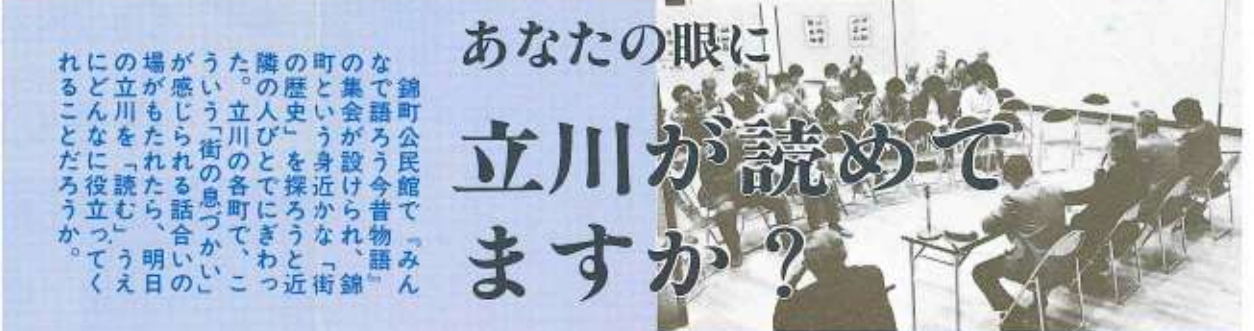 あなたの眼に
立川が読めて
ますか？
錦町公民館で『みん
なで語ろう今昔物語』
の集会が設けられ、錦
町という身近かな「街
の歴史」を探ろうと近
隣の人びとでにぎわっ
た。立川の各町で、こ
ういう「街の息づかい」
が感じられる話合いの
場がもたれたら、明日
の立川を「読む」うえ
にどんなに役立ってく
れることだろうか。